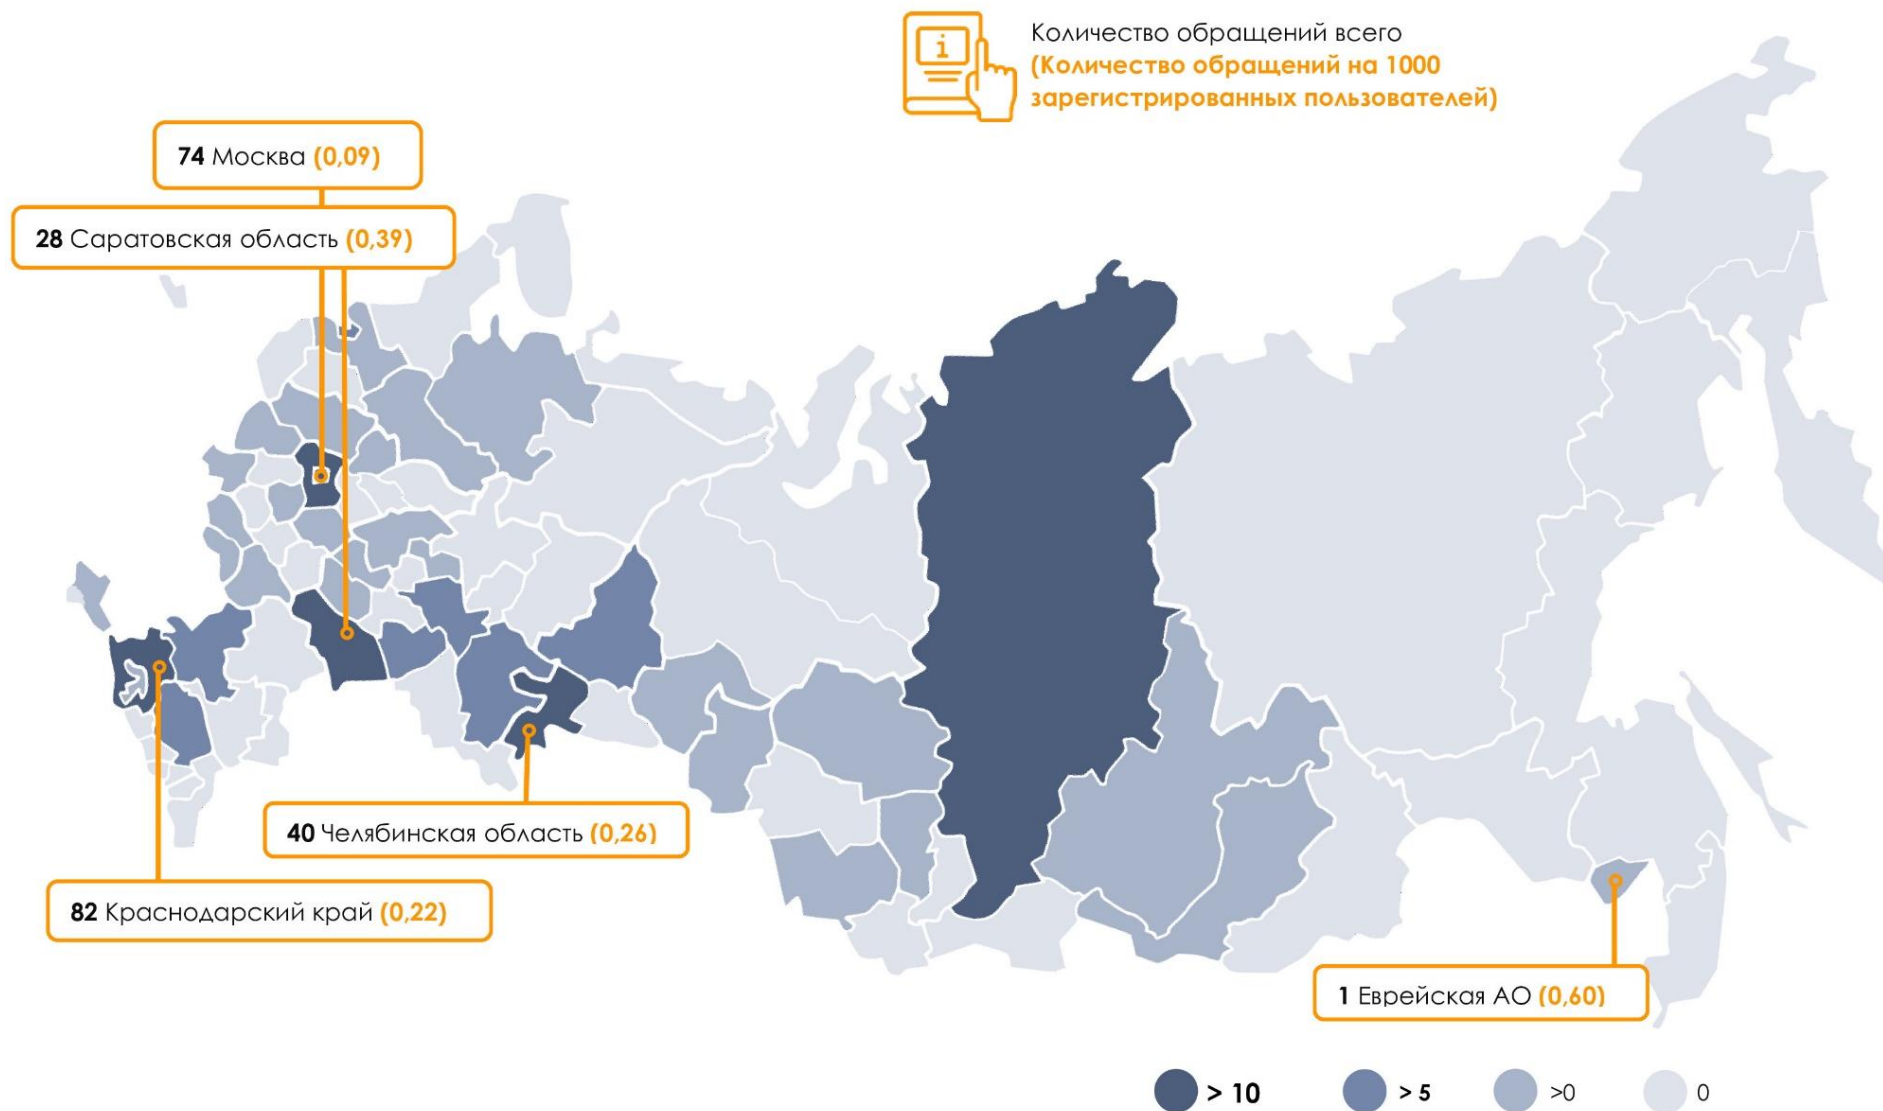 i
Количество обращений всего
(Количество обращений на 1000
зарегистрированных пользователей)
74 Москва (0,09)
28 Саратовская область (0,39)
40 Челябинская область (0,26)
82 Краснодарский край (0,22)
1 Еврейская АО (0,60)
> 10
> 5
>0
0